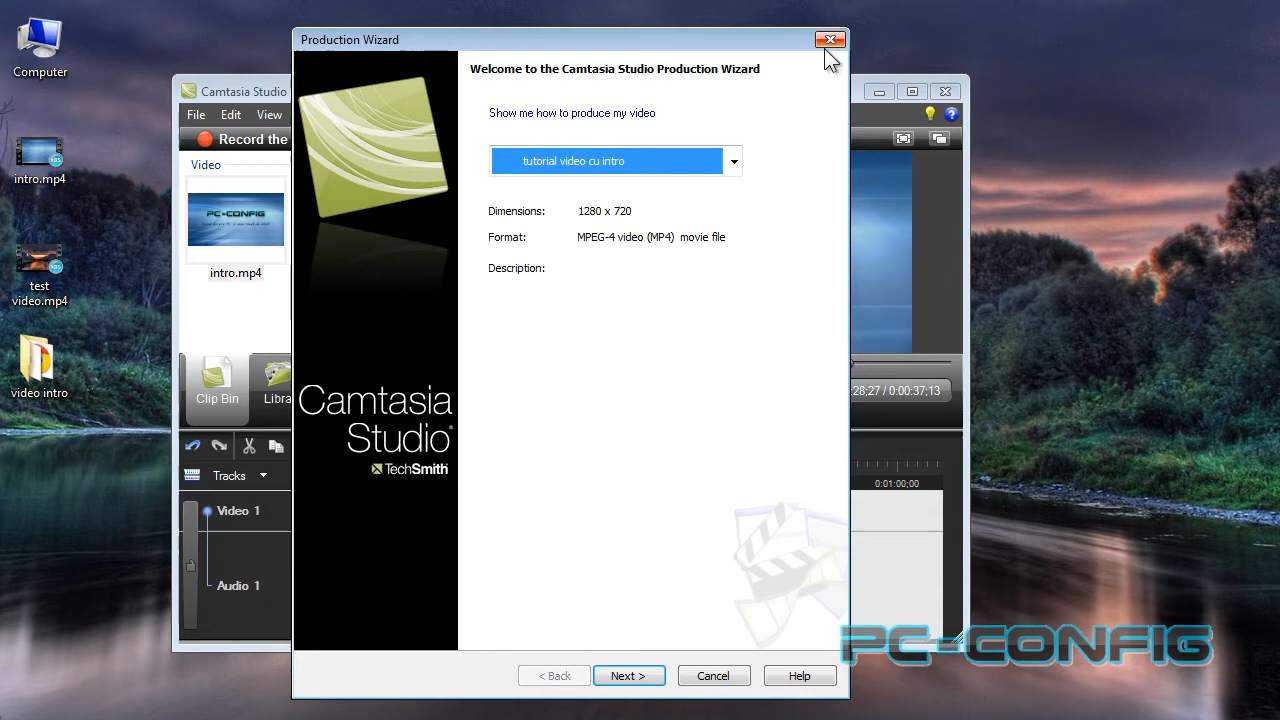 Computer
intro.mp4
test
video.mp4
video intro
Camtasia Studio
File Edit View
Record the
Video
PC-CONFIG
intro.mp4
Clip Bin
Libra
Tracks
Video 1
Audio 1
Production Wizard
Welcome to the Camtasia Studio Production Wizard
Show me how to produce my video
tutorial video cu intro
Dimensions: 1280 x 720
Format: MPEG-4 video (MP4) movie file
Description:
Camtasia
Studio
TechSmith
< Back Next > Cancel Help
:28;27 / 0:00:37;13
0:01:00;00
PC-CONFIG